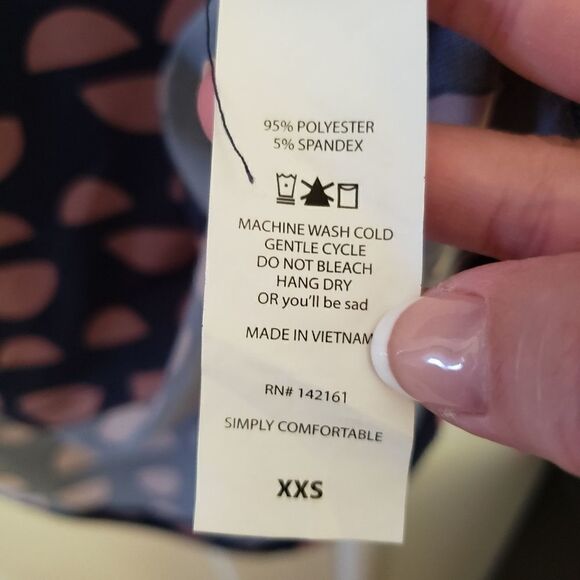 95% POLYESTER
5% SPANDEX
MACHINE WASH COLD
GENTLE CYCLE
DO NOT BLEACH
HANG DRY
OR you'll be sad
MADE IN VIETNAM
RN# 142161
SIMPLY COMFORTABLE
XXS